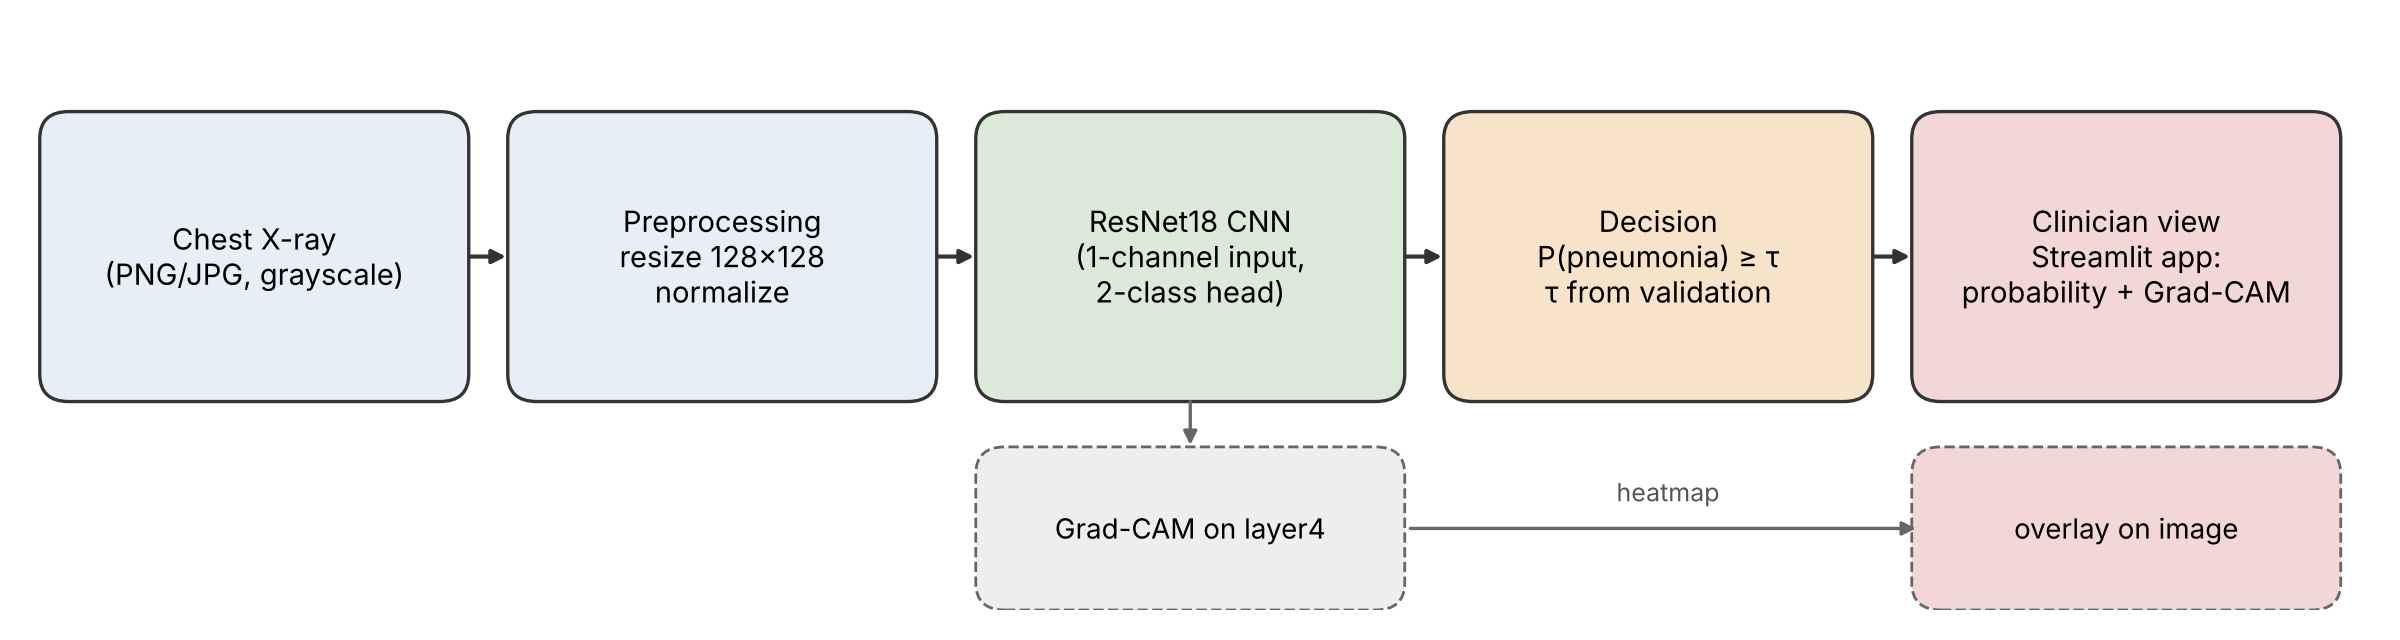 Chest X-ray
(PNG/JPG, grayscale)
Preprocessing
resize 128×128
normalize
ResNet18 CNN
(1-channel input,
2-class head)
Decision
P(pneumonia) ≥ τ
τ from validation
Clinician view
Streamlit app:
probability + Grad-CAM
Grad-CAM on layer4
heatmap
overlay on image